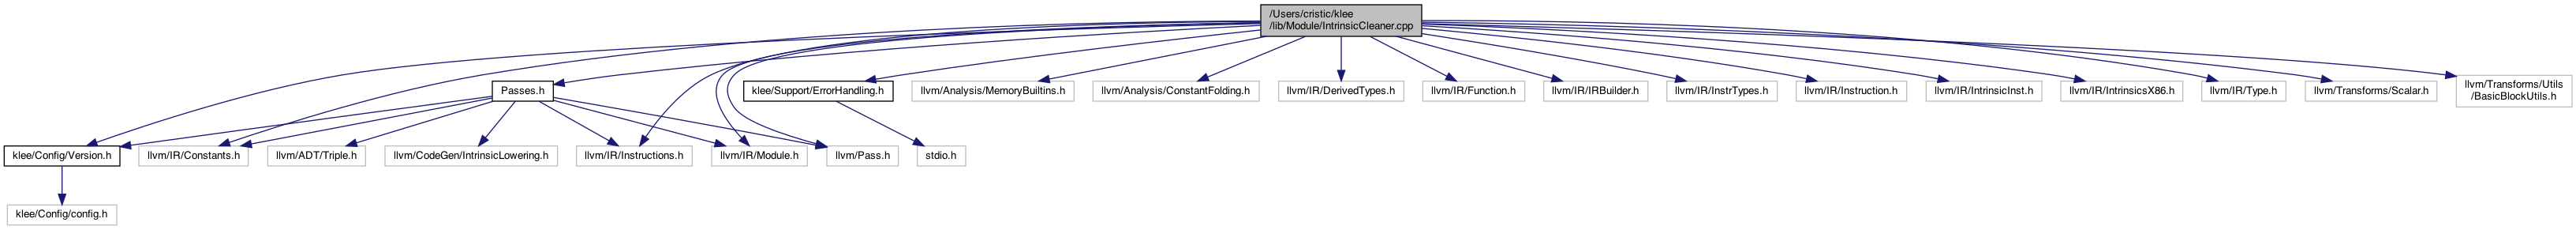 /Users/cristic/klee
/lib/Module/IntrinsicCleaner.cpp
Passes.h
klee/Support/ErrorHandling.h
llvm/Analysis/MemoryBuiltins.h
llvm/Analysis/ConstantFolding.h
llvm/IR/DerivedTypes.h
llvm/IR/Function.h
llvm/IR/IRBuilder.h
llvm/IR/InstrTypes.h
llvm/IR/Instruction.h
llvm/IR/IntrinsicInst.h
llvm/IR/IntrinsicsX86.h
llvm/IR/Type.h
llvm/Transforms/Scalar.h
llvm/Transforms/Utils
/BasicBlockUtils.h
klee/Config/Version.h
llvm/IR/Constants.h
llvm/ADT/Triple.h
llvm/CodeGen/IntrinsicLowering.h
llvm/IR/Instructions.h
llvm/IR/Module.h
llvm/Pass.h
stdio.h
klee/Config/config.h